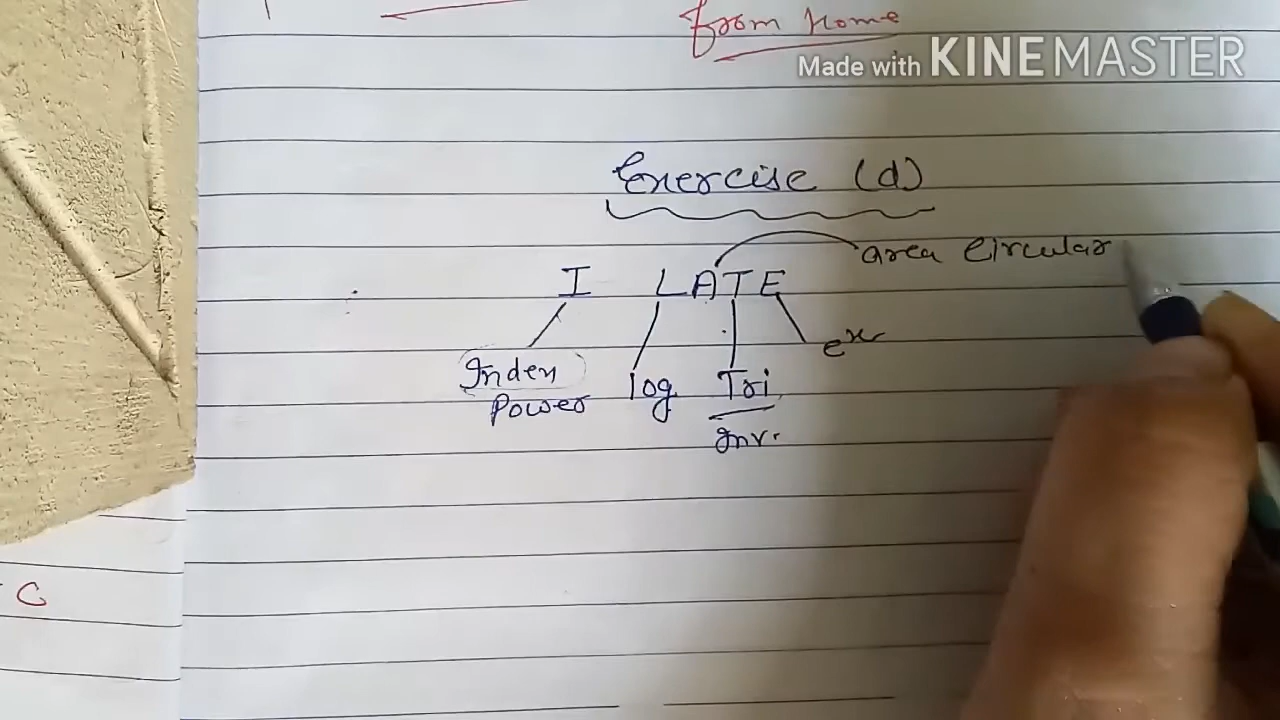 from home
Made with KINEMASTER
Exercise (d)
area Circular
I LATE
e^x
Index log Tri
Power
Inv.
C